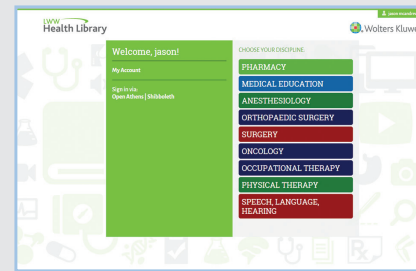 LWW
Health Library
Wolters Kluwe
Welcome, jason!
My Account
Sign in via:
Open Athens | Shibboleth
CHOOSE YOUR DISCIPLINE:
PHARMACY
MEDICAL EDUCATION
ANESTHESIOLOGY
ORTHOPAEDIC SURGERY
SURGERY
ONCOLOGY
OCCUPATIONAL THERAPY
PHYSICAL THERAPY
SPEECH, LANGUAGE,
HEARING